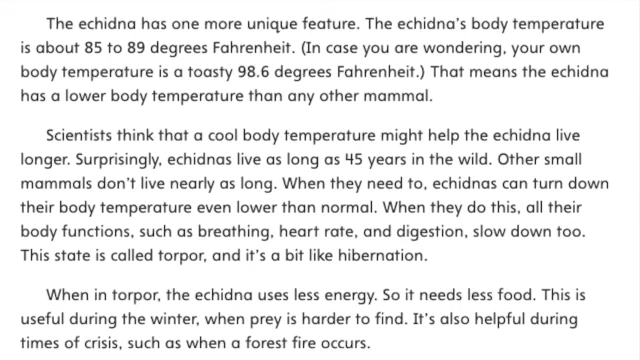 The echidna has one more unique feature. The echidna's body temperature
is about 85 to 89 degrees Fahrenheit. (In case you are wondering, your own
body temperature is a toasty 98.6 degrees Fahrenheit.) That means the echidna
has a lower body temperature than any other mammal.
Scientists think that a cool body temperature might help the echidna live
longer. Surprisingly, echidnas live as long as 45 years in the wild. Other small
mammals don't live nearly as long. When they need to, echidnas can turn down
their body temperature even lower than normal. When they do this, all their
body functions, such as breathing, heart rate, and digestion, slow down too.
This state is called torpor, and it's a bit like hibernation.
When in torpor, the echidna uses less energy. So it needs less food. This is
useful during the winter, when prey is harder to find. It's also helpful during
times of crisis, such as when a forest fire occurs.